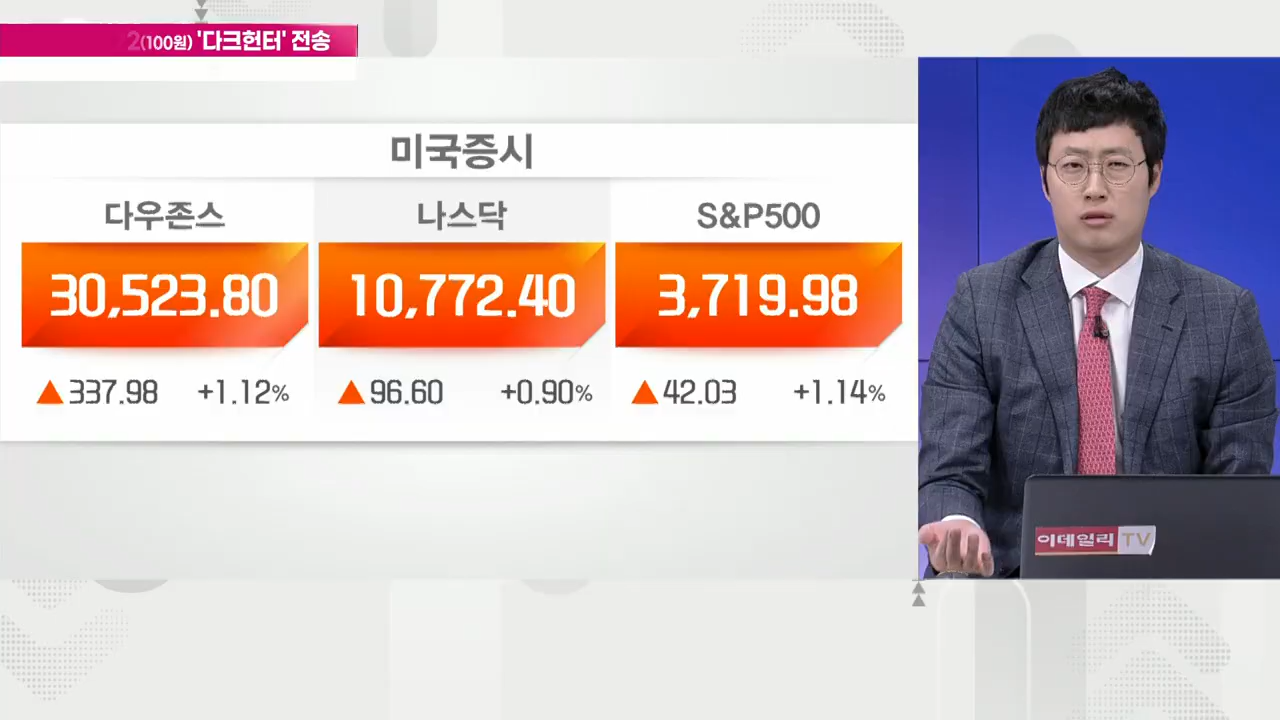 2(100원) '다크헌터' 전송
미국증시
다우존스 나스닥 S&P500
30,523.80 10,772.40 3,719.98
▲337.98 +1.12% ▲96.60 +0.90% ▲42.03 +1.14%
이데일리TV